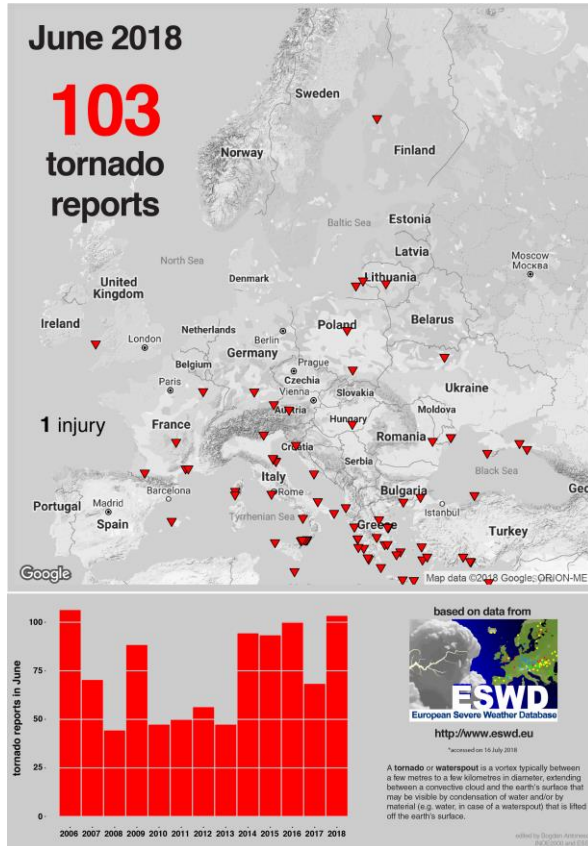 June 2018
103
tornado
reports
1 injury
Sweden
Norway
Finland
Baltic Sea
Estonia
Latvia
Lithuania
Moscow
Москва
North Sea
Denmark
United
Kingdom
Ireland
London
Netherlands
Berlin
Poland
Belarus
Germany
Belgium
Prague
Czechia
Paris
Vienna
Slovakia
Ukraine
Austria
Hungary
Moldova
France
Romania
Croatia
Serbia
Italy
Black Sea
Barcelona
Rome
Bulgaria
Portugal
Madrid
Spain
Tyrrhenian Sea
Istanbul
Greece
Turkey
Geo
Google
Map data ©2018 Google, ORION-ME
tornado reports in June
100
75
50
25
0
2006 2007 2008 2009 2010 2011 2012 2013 2014 2015 2016 2017 2018
based on data from
ESWD
European Severe Weather Database
http://www.eswd.eu
*accessed on 16 July 2018
A tornado or waterspout is a vortex typically between
a few metres to a few kilometres in diameter, extending
between a convective cloud and the earth's surface that
may be visible by condensation of water and/or by
material (e.g. water, in case of a waterspout) that is lifted
off the earth's surface.
edited by Bogdan